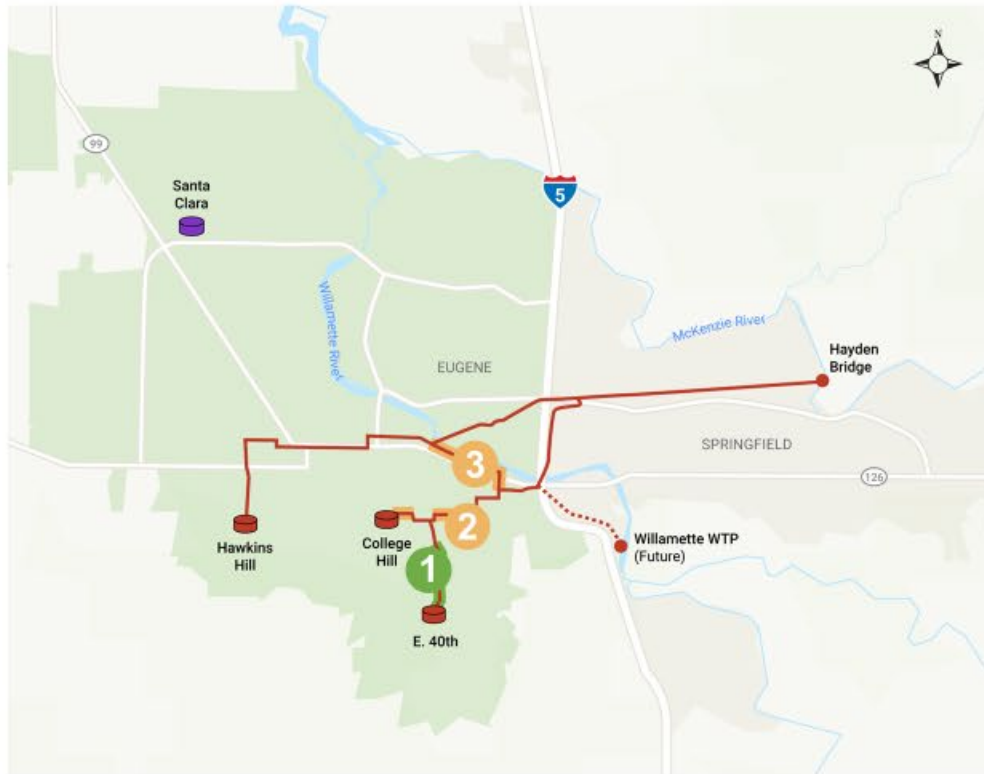 N
99
5
Santa
Clara
Willamette River
McKenzie River
Hayden
Bridge
EUGENE
SPRINGFIELD
3
126
2
College
Hill
Hawkins
Hill
Willamette WTP
(Future)
1
E. 40th